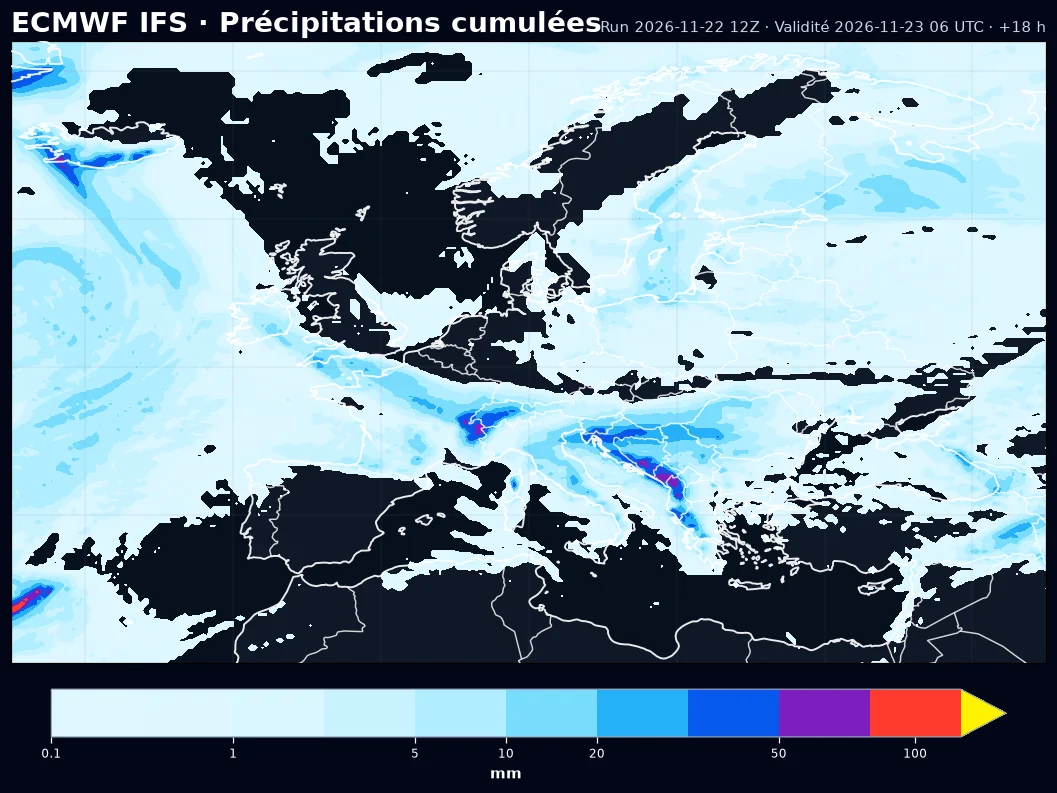 ECMWF IFS · Précipitations cumulées
Run 2026-11-22 12Z · Validité 2026-11-23 06 UTC · +18 h
0.1 1 5 10 20 50 100
mm